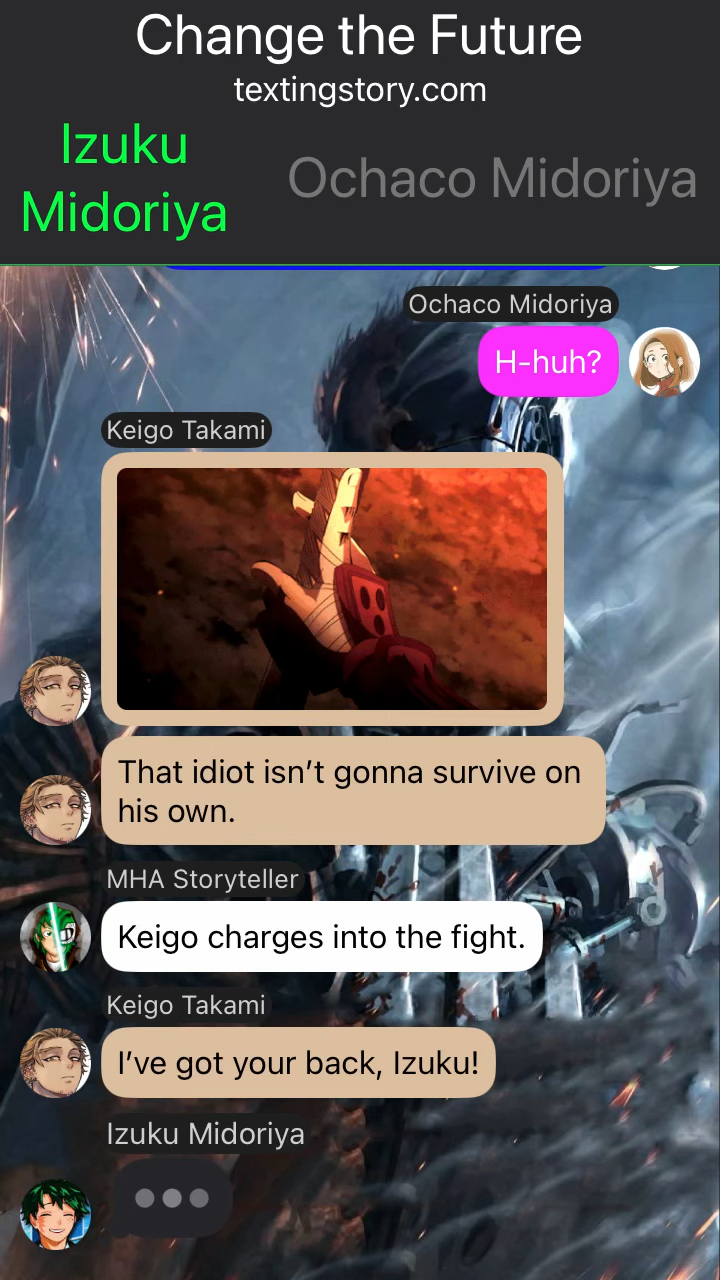 Change the Future
textingstory.com
Izuku
Midoriya
Ochaco Midoriya
Ochaco Midoriya
H-huh?
Keigo Takami
That idiot isn’t gonna survive on
his own.
MHA Storyteller
Keigo charges into the fight.
Keigo Takami
I’ve got your back, Izuku!
Izuku Midoriya